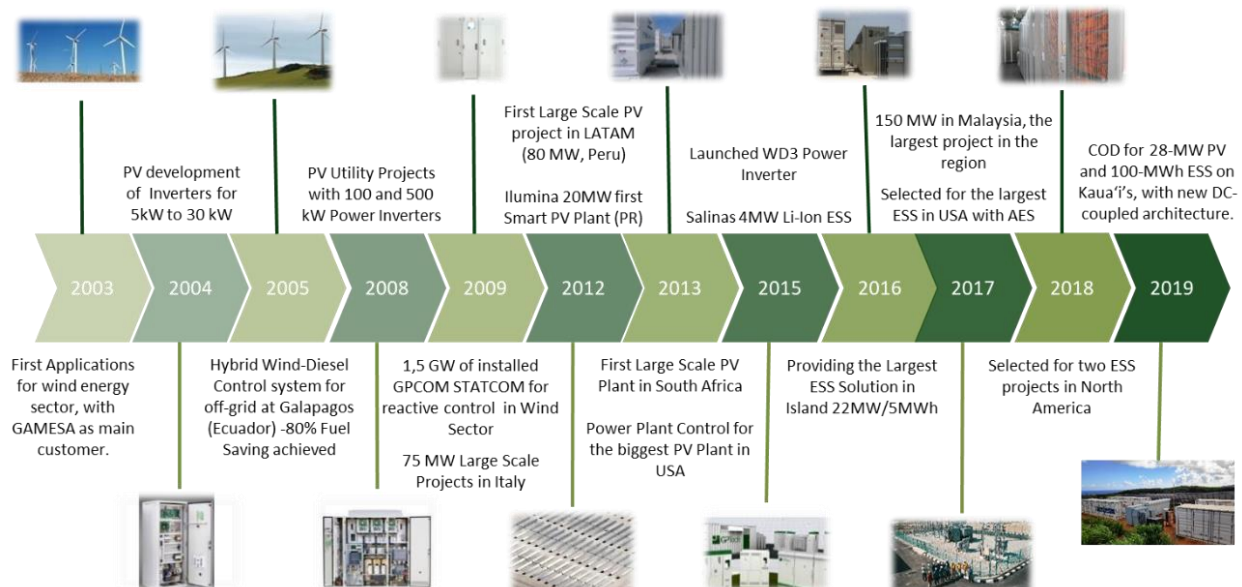 PV development
of Inverters for
5kW to 30 kW
PV Utility Projects
with 100 and 500
kW Power Inverters
First Large Scale PV
project in LATAM
(80 MW, Peru)
Ilumina 20MW first
Smart PV Plant (PR)
Launched WD3 Power
Inverter
Salinas 4MW Li-Ion ESS
150 MW in Malaysia, the
largest project in the
region
Selected for the largest
ESS in USA with AES
COD for 28-MW PV
and 100-MWh ESS on
Kaua‘i’s, with new DC-
coupled architecture.
2003
2004
2005
2008
2009
2012
2013
2015
2016
2017
2018
2019
First Applications
for wind energy
sector, with
GAMESA as main
customer.
Hybrid Wind-Diesel
Control system for
off-grid at Galapagos
(Ecuador) -80% Fuel
Saving achieved
1,5 GW of installed
GPCOM STATCOM for
reactive control in Wind
Sector
75 MW Large Scale
Projects in Italy
First Large Scale PV
Plant in South Africa
Power Plant Control for
the biggest PV Plant in
USA
Providing the Largest
ESS Solution in
Island 22MW/5MWh
Selected for two ESS
projects in North
America
GPTech